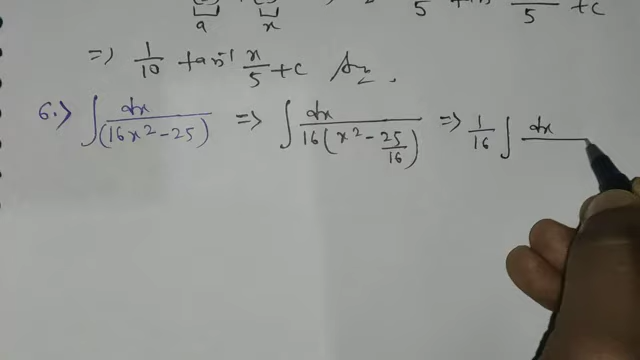 a x 5 5 + c
=> 1/10 tan⁻¹ x/5 + c Ans.
6.> ∫ dx/(16x² - 25) => ∫ dx/16(x² - 25/16) => 1/16 ∫ dx